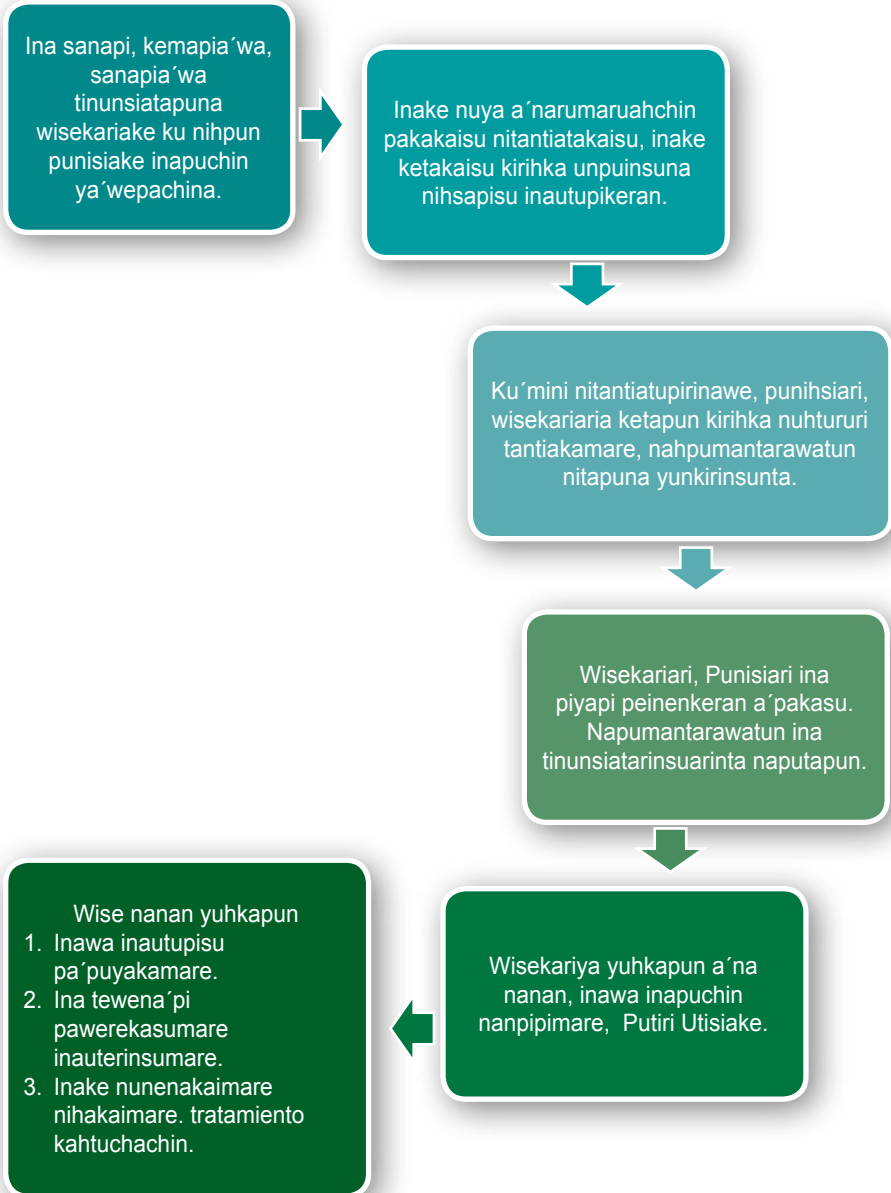 Ina sanapi, kemapia´wa,
sanapia´wa
tinunsiatapuna
wisekariake ku nihpun
punisiake inapuchin
ya´wepachina.
Inake nuya a´narumaruahchin
pakakaisu nitantiatakaisu, inake
ketakaisu kirihka unpuinsuna
nihsapisu inautupikeran.
Ku´mini nitantiatupirinawe, punihsiari,
wisekariaria ketapun kirihka nuhtururi
tantiakamare, nahpumantarawatun
nitapuna yunkirinsunta.
Wisekariari, Punisiari ina
piyapi peinenkeran a´pakasu.
Napumantarawatun ina
tinunsiatarinsuarinta naputapun.
Wisekariya yuhkapun a´na
nanan, inawa inapuchin
nanpipimare, Putiri Utisiake.
Wise nanan yuhkapun
1. Inawa inautupisu
pa´puyakamare.
2. Ina tewena´pi
pawerekasumare
inauterinsumare.
3. Inake nunenakaimare
nihakaimare. tratamiento
kahtuchachin.